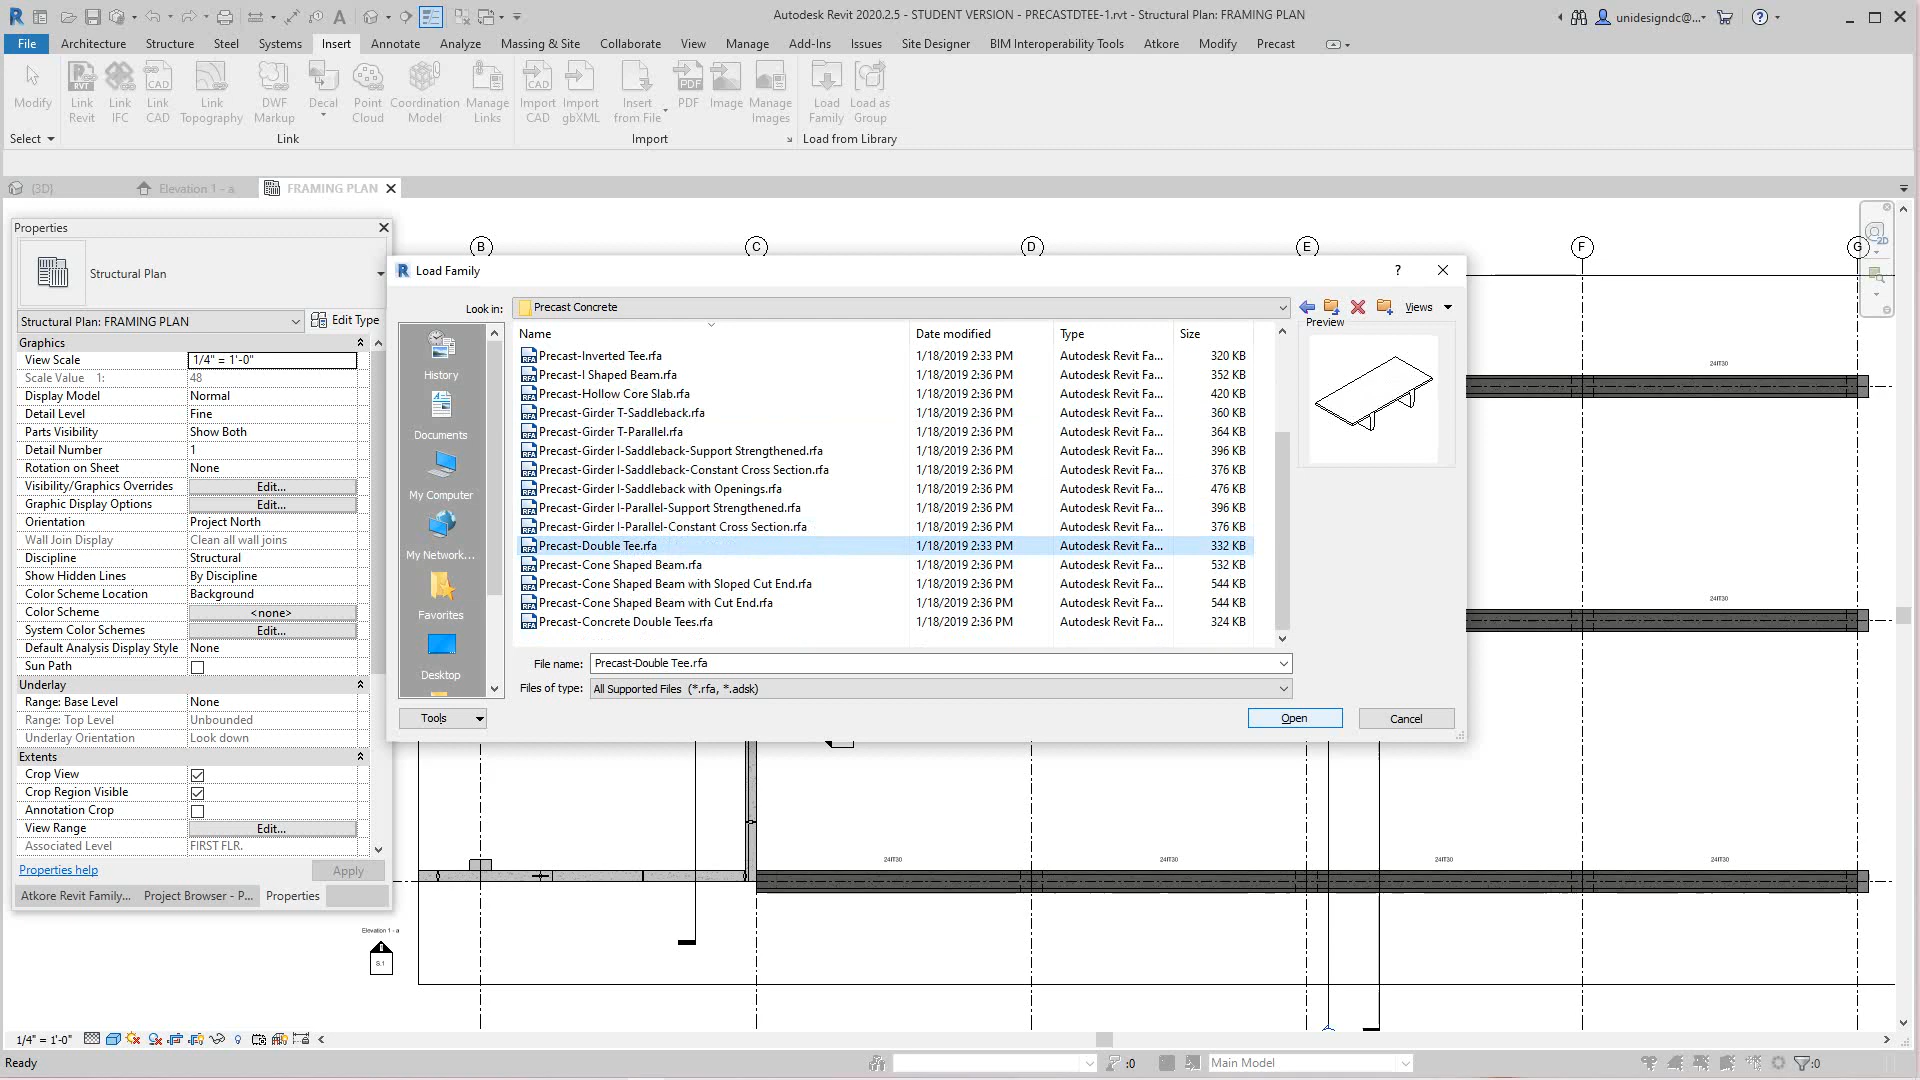 Autodesk Revit 2020.2.5 - STUDENT VERSION - PRECASTDTEE-1.rvt - Structural Plan: FRAMING PLAN
unidesigndc@...
File Architecture Structure Steel Systems Insert Annotate Analyze Massing & Site Collaborate View Manage Add-Ins Issues Site Designer BIM Interoperability Tools Atkore Modify Precast
Modify
Link Revit
Link IFC
Link CAD
Link Topography
DWF Markup
Decal
Point Cloud
Coordination Model
Manage Links
Import CAD
Import gbXML
Insert from File
PDF
Image
Manage Images
Load Family
Load as Group
Select
Link
Import
Load from Library
{3D}
Elevation 1 - a
FRAMING PLAN
Properties
Structural Plan
Structural Plan: FRAMING PLAN
Edit Type
Graphics
View Scale 1/4" = 1'-0"
Scale Value 1: 48
Display Model Normal
Detail Level Fine
Parts Visibility Show Both
Detail Number 1
Rotation on Sheet None
Visibility/Graphics Overrides Edit...
Graphic Display Options Edit...
Orientation Project North
Wall Join Display Clean all wall joins
Discipline Structural
Show Hidden Lines By Discipline
Color Scheme Location Background
Color Scheme <none>
System Color Schemes Edit...
Default Analysis Display Style None
Sun Path
Underlay
Range: Base Level None
Range: Top Level Unbounded
Underlay Orientation Look down
Extents
Crop View
Crop Region Visible
Annotation Crop
View Range Edit...
Associated Level FIRST FLR.
Properties help
Apply
Atkore Revit Family... Project Browser - P... Properties
B C D E F G
2D
Load Family
?
Look in: Precast Concrete
Views
Preview
History
Documents
My Computer
My Network...
Favorites
Desktop
Name Date modified Type Size
Precast-Inverted Tee.rfa 1/18/2019 2:33 PM Autodesk Revit Fa... 320 KB
Precast-I Shaped Beam.rfa 1/18/2019 2:33 PM Autodesk Revit Fa... 352 KB
Precast-Hollow Core Slab.rfa 1/18/2019 2:33 PM Autodesk Revit Fa... 420 KB
Precast-Girder T-Saddleback.rfa 1/18/2019 2:36 PM Autodesk Revit Fa... 360 KB
Precast-Girder T-Parallel.rfa 1/18/2019 2:36 PM Autodesk Revit Fa... 364 KB
Precast-Girder I-Saddleback-Support Strengthened.rfa 1/18/2019 2:36 PM Autodesk Revit Fa... 396 KB
Precast-Girder I-Saddleback-Constant Cross Section.rfa 1/18/2019 2:36 PM Autodesk Revit Fa... 376 KB
Precast-Girder I-Saddleback with Openings.rfa 1/18/2019 2:36 PM Autodesk Revit Fa... 476 KB
Precast-Girder I-Parallel-Support Strengthened.rfa 1/18/2019 2:36 PM Autodesk Revit Fa... 396 KB
Precast-Girder I-Parallel-Constant Cross Section.rfa 1/18/2019 2:36 PM Autodesk Revit Fa... 376 KB
Precast-Double Tee.rfa 1/18/2019 2:33 PM Autodesk Revit Fa... 332 KB
Precast-Cone Shaped Beam.rfa 1/18/2019 2:36 PM Autodesk Revit Fa... 532 KB
Precast-Cone Shaped Beam with Sloped Cut End.rfa 1/18/2019 2:36 PM Autodesk Revit Fa... 544 KB
Precast-Cone Shaped Beam with Cut End.rfa 1/18/2019 2:36 PM Autodesk Revit Fa... 544 KB
Precast-Concrete Double Tees.rfa 1/18/2019 2:36 PM Autodesk Revit Fa... 324 KB
File name: Precast-Double Tee.rfa
Files of type: All Supported Files (*.rfa, *.adsk)
Tools
Open
Cancel
24IT30
24IT30
24IT30 24IT30 24IT30 24IT30
Elevation 1 - a
S.1
1/4" = 1'-0"
Ready
:0
Main Model
:0